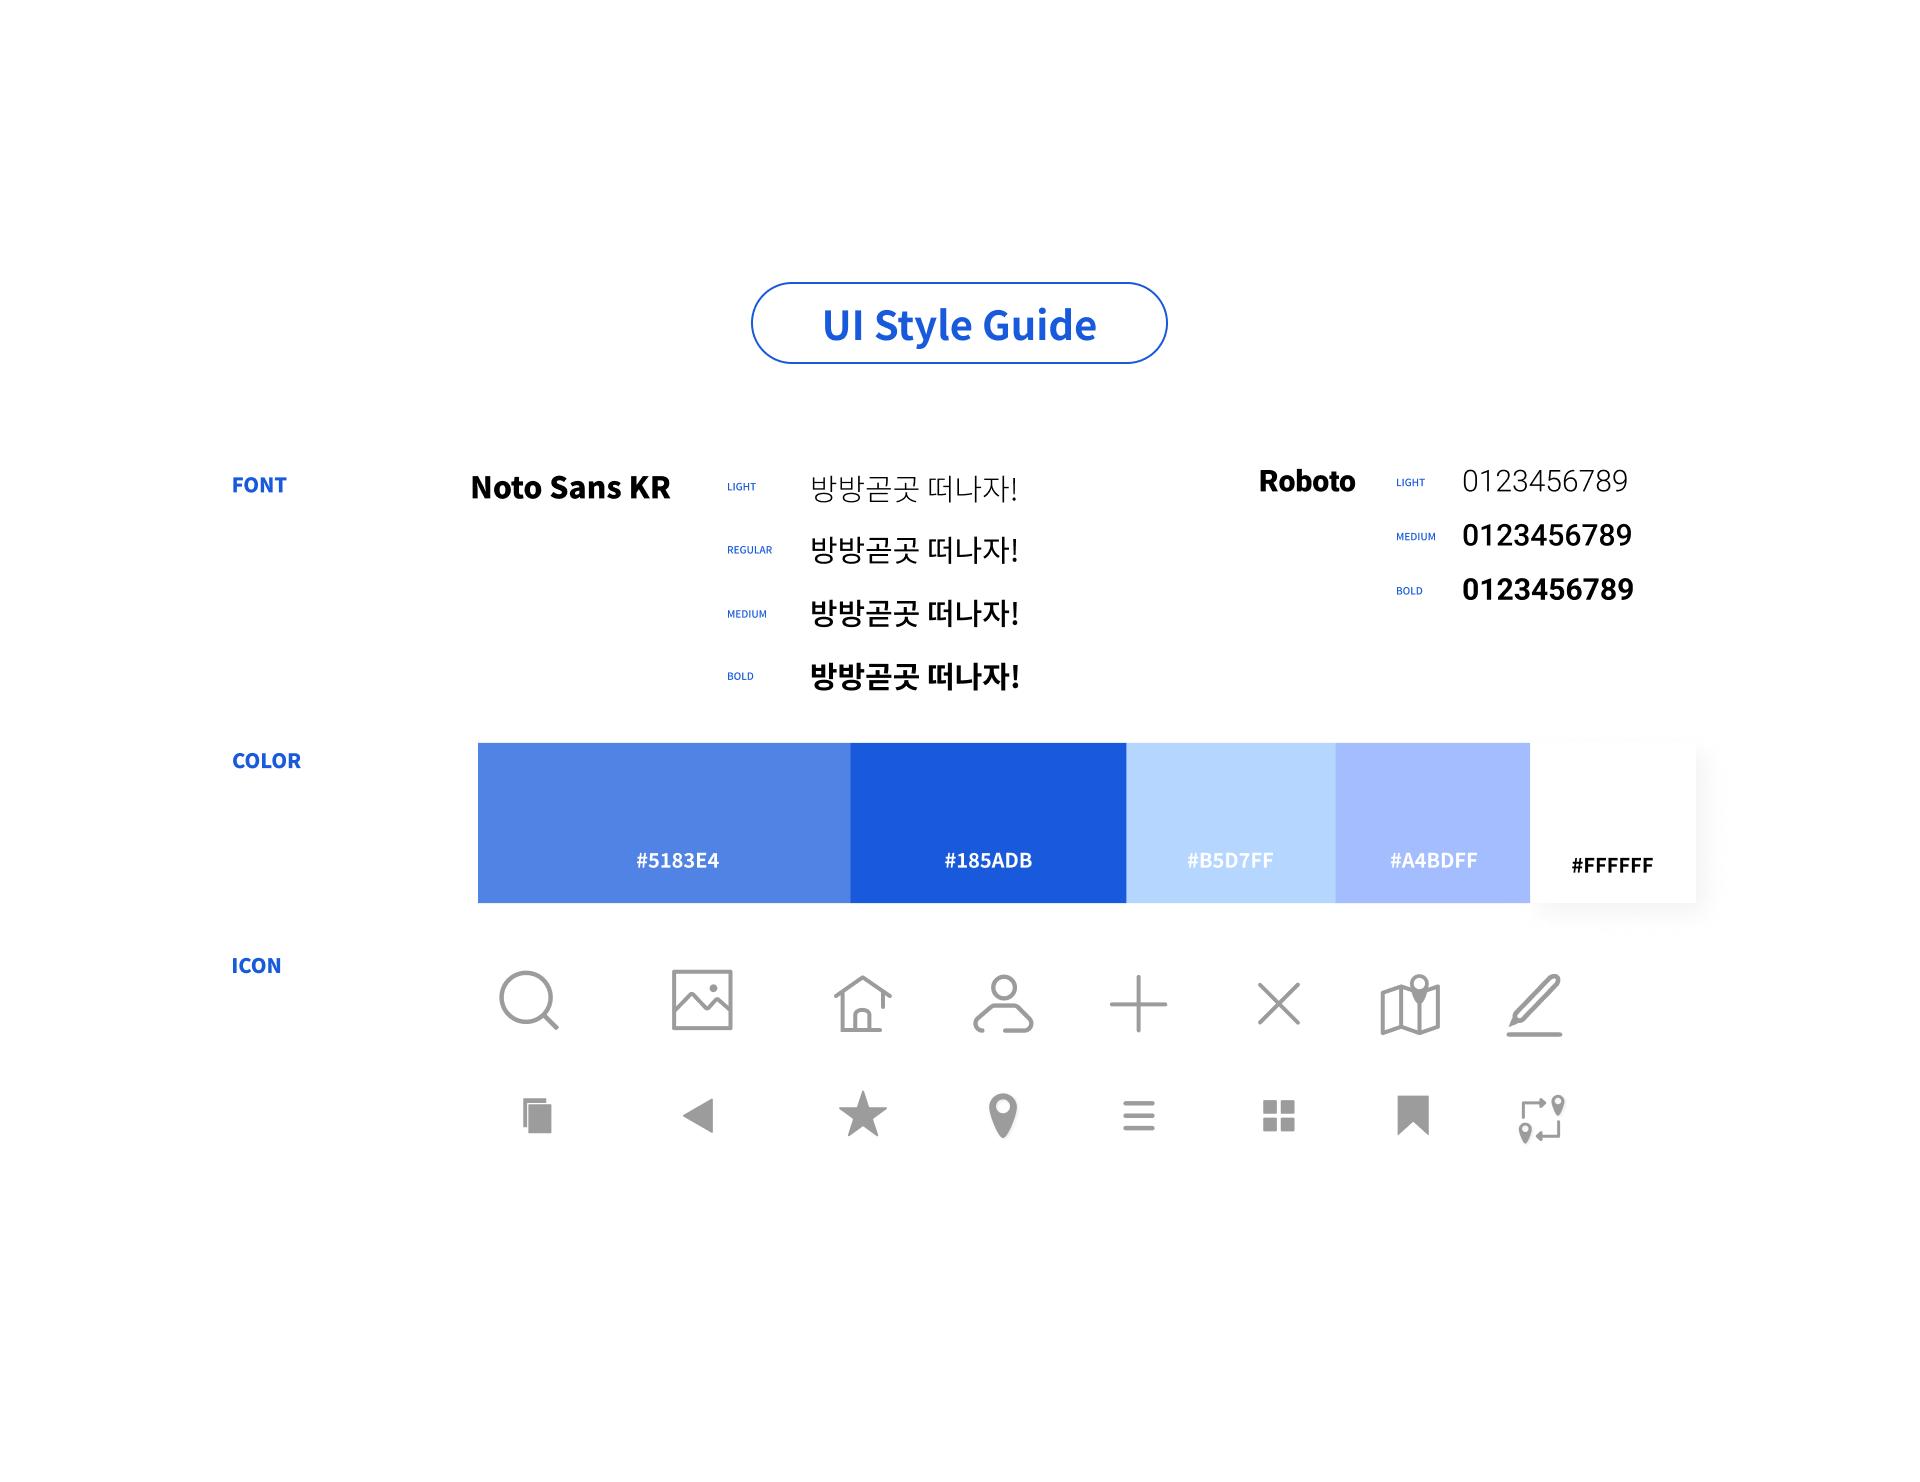 UI Style Guide
FONT
Noto Sans KR
LIGHT
방방곧곳 떠나자!
REGULAR
방방곧곳 떠나자!
MEDIUM
방방곧곳 떠나자!
BOLD
방방곧곳 떠나자!
Roboto
LIGHT
0123456789
MEDIUM
0123456789
BOLD
0123456789
COLOR
#5183E4
#185ADB
#B5D7FF
#A4BDFF
#FFFFFF
ICON